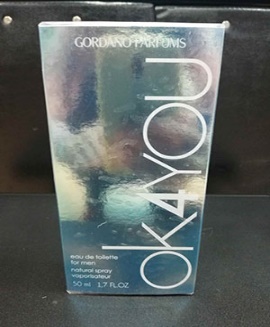 GORDANO PARFUMS
OK4YOU
eau de toilette
for men
natural spray
vaporisateur
50 ml 1.7 FL.OZ.